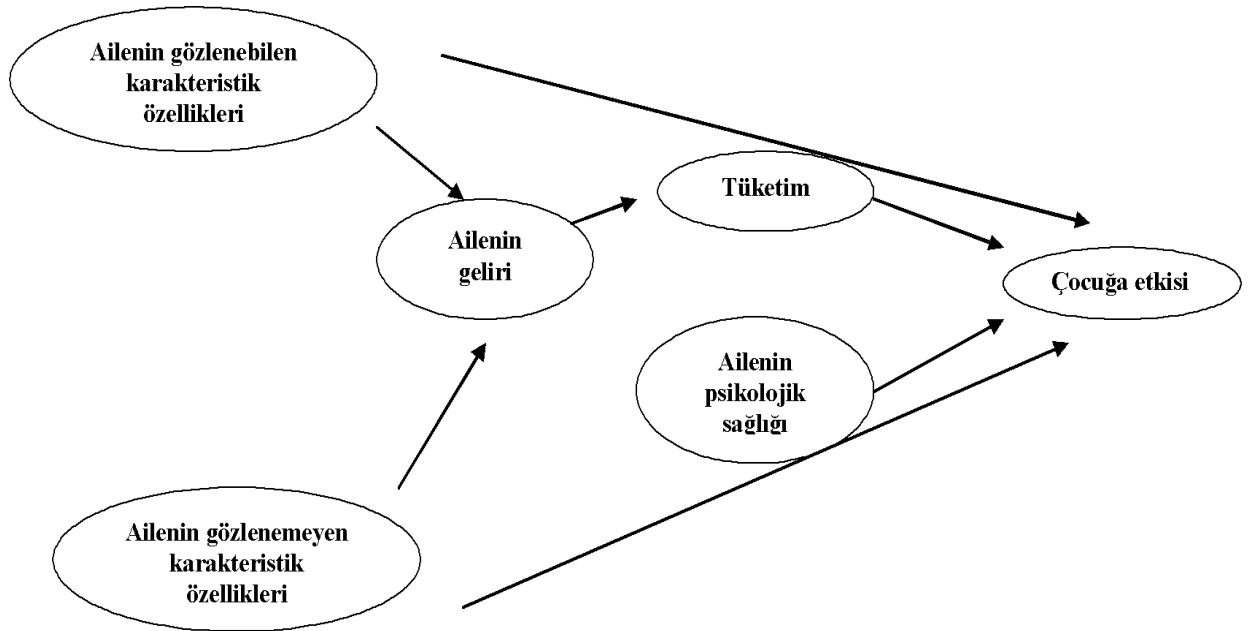 Ailenin gözlenebilen
karakteristik
özellikleri
Tüketim
Ailenin
geliri
Çocuğa etkisi
Ailenin
psikolojik
sağlığı
Ailenin gözlenemeyen
karakteristik
özellikleri